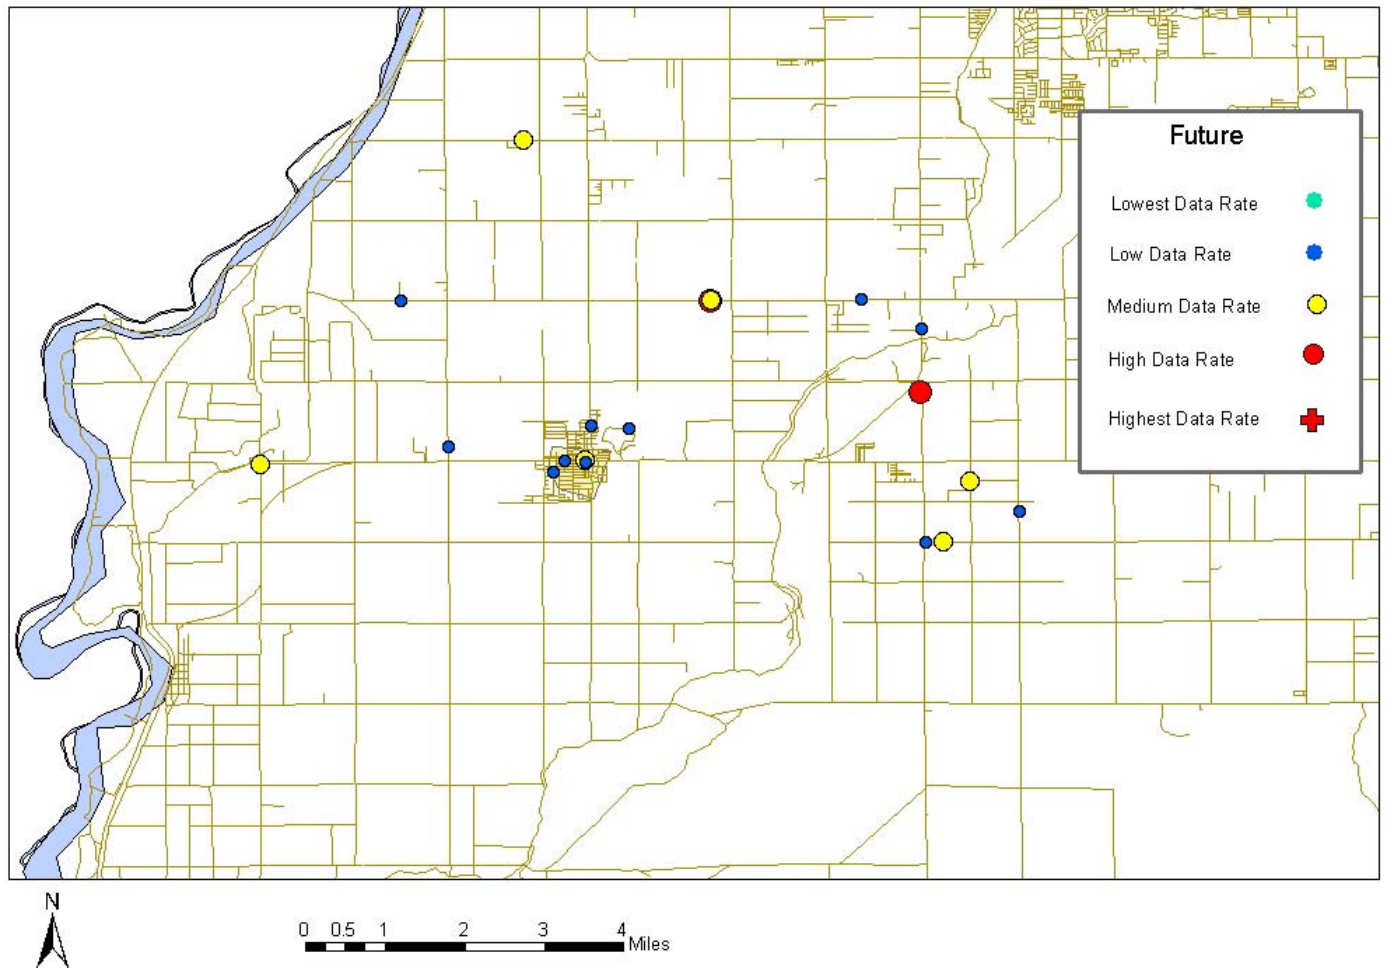 Future
Lowest Data Rate
Low Data Rate
Medium Data Rate
High Data Rate
Highest Data Rate
N
0 0.5 1 2 3 4
Miles